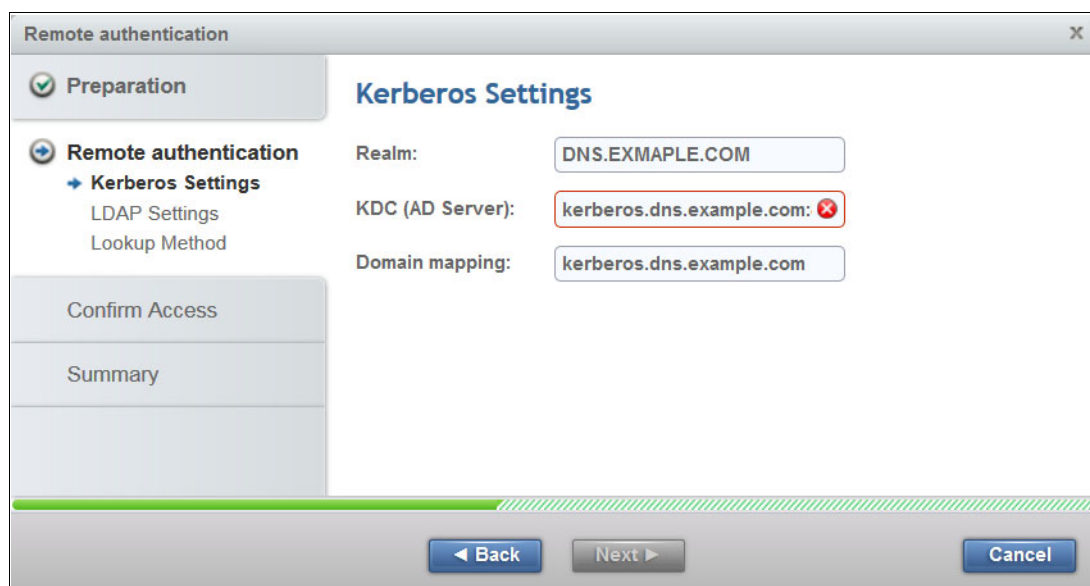 Remote authentication
x
Preparation
Remote authentication
Kerberos Settings
LDAP Settings
Lookup Method
Confirm Access
Summary
Kerberos Settings
Realm: DNS.EXMAPLE.COM
KDC (AD Server): kerberos.dns.example.com:
Domain mapping: kerberos.dns.example.com
Back Next Cancel